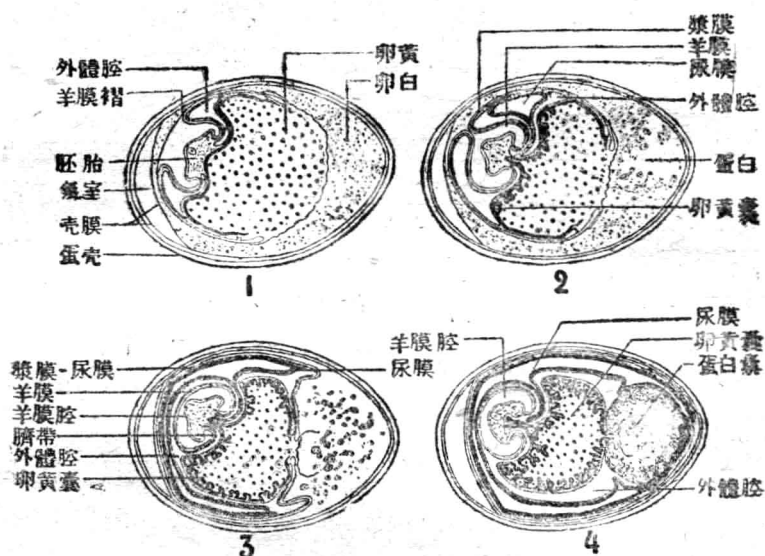 外體腔
羊膜褶
胚胎
氣室
壳膜
蛋壳
卵黃
卵白
1
漿膜
羊膜
尿膜
外體腔
蛋白
卵黃囊
2
漿膜-尿膜
羊膜
羊膜腔
臍帶
外體腔
卵黃囊
尿膜
3
羊膜腔
尿膜
卵黃囊
蛋白囊
外體腔
4